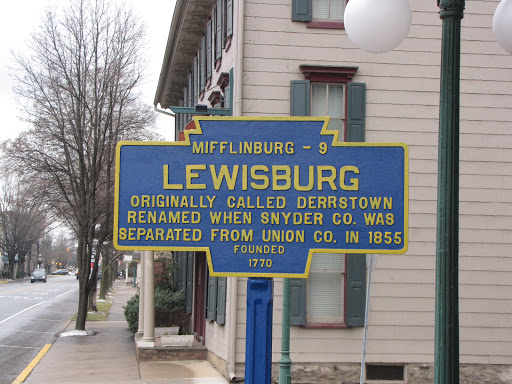 MIFFLINBURG - 9
LEWISBURG
ORIGINALLY CALLED DERRSTOWN
RENAMED WHEN SNYDER CO. WAS
SEPARATED FROM UNION CO. IN 1855
FOUNDED
1770